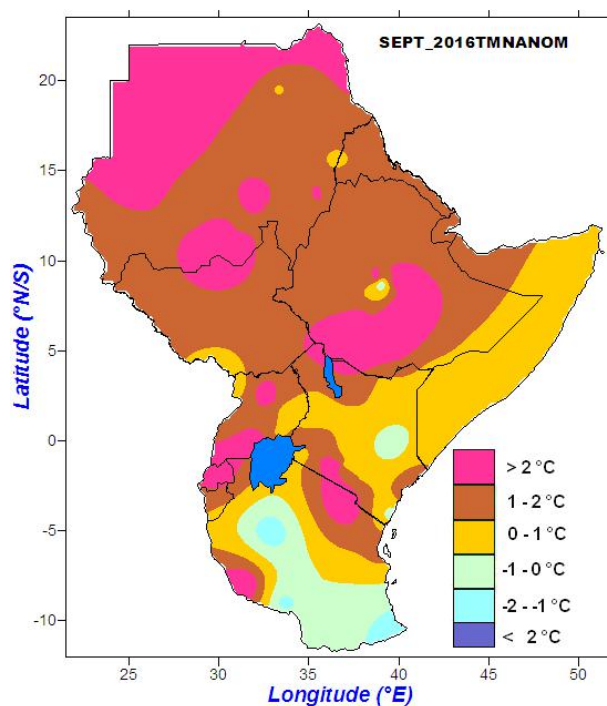 SEPT_2016TMNANOM
20
15
10
5
0
-5
-10
Latitude (°N/S)
> 2 °C
1 - 2 °C
0 - 1 °C
-1 - 0 °C
-2 - -1 °C
< 2 °C
25 30 35 40 45 50
Longitude (°E)